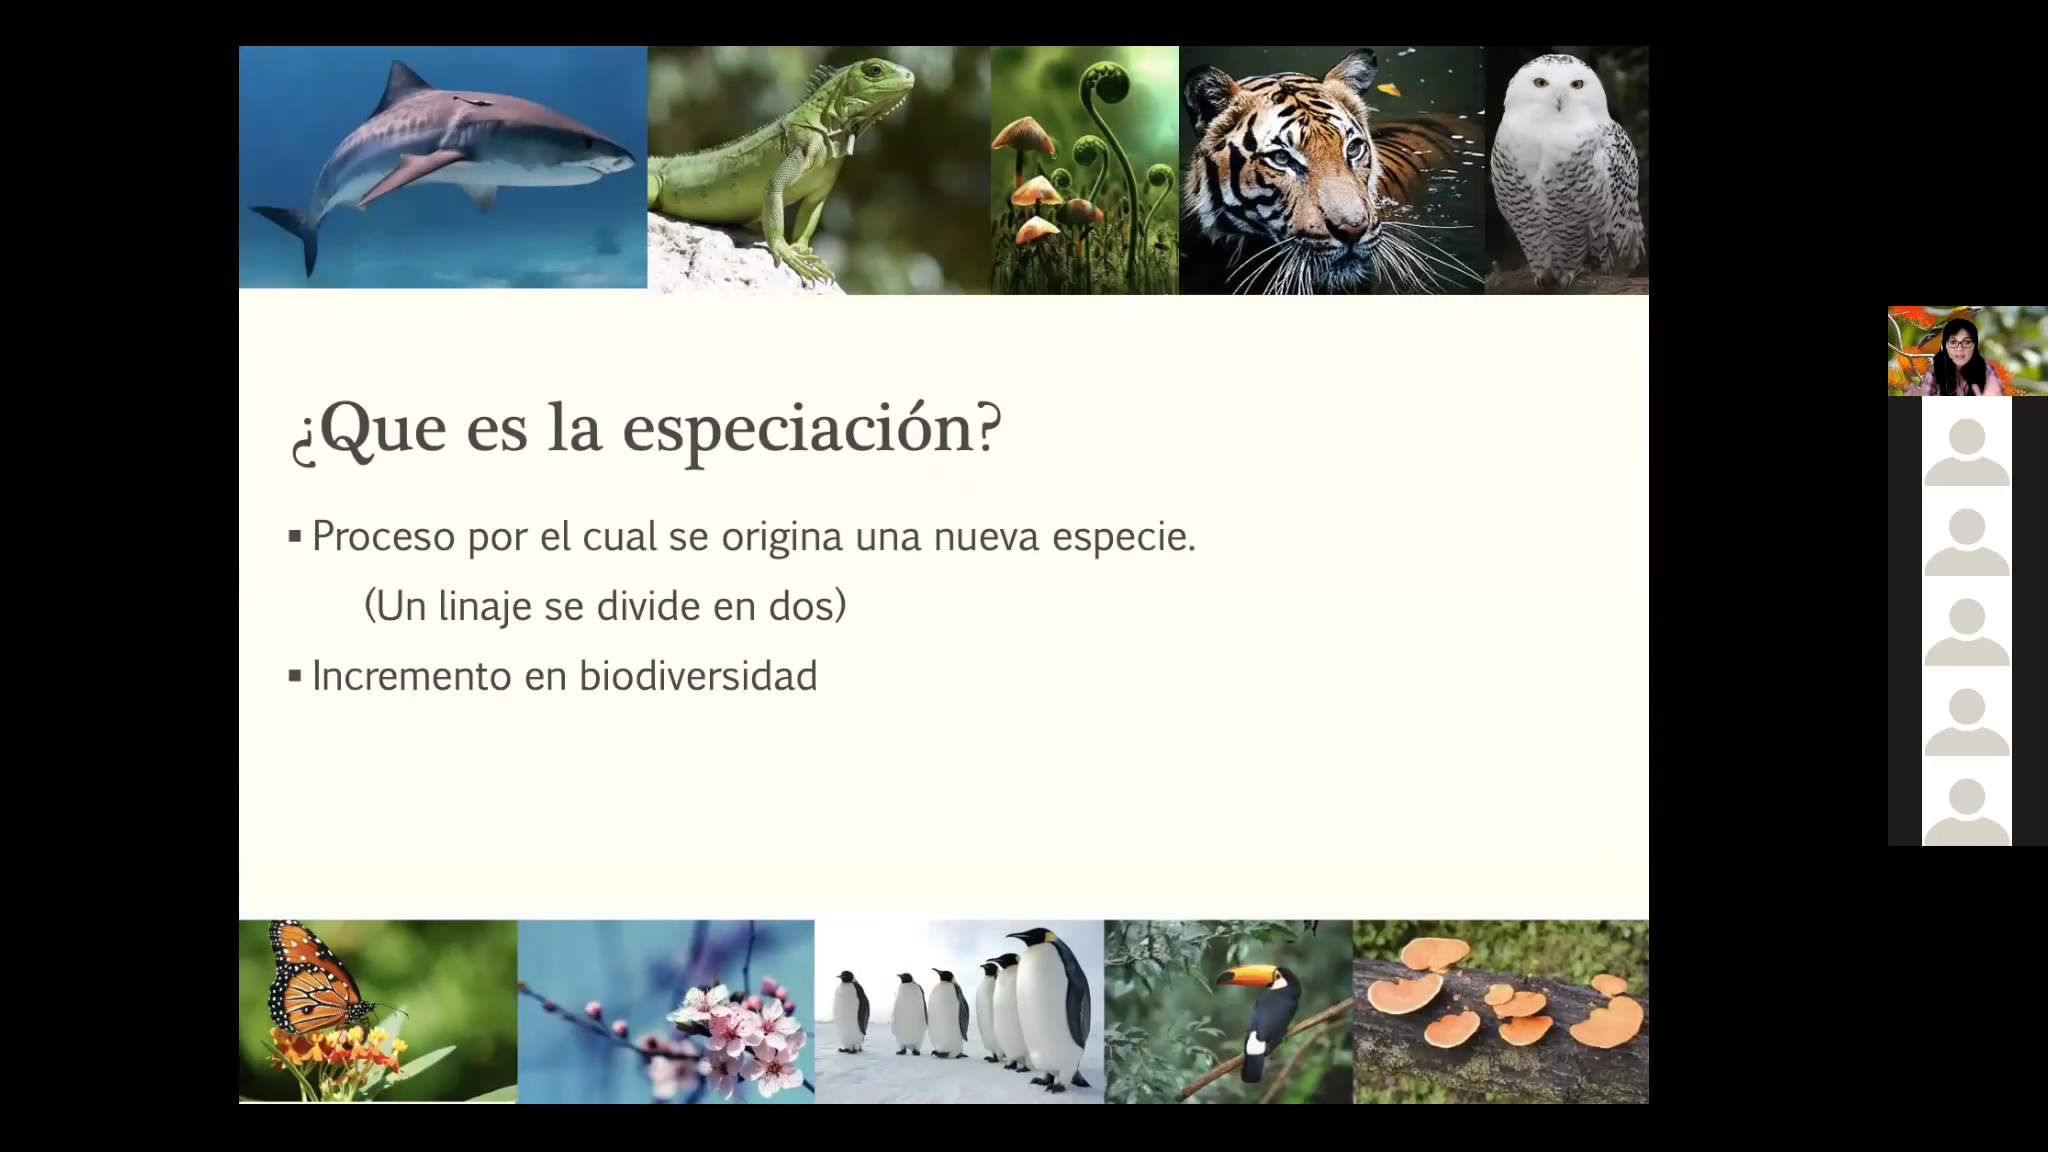 ¿Que es la especiación?
▪ Proceso por el cual se origina una nueva especie.
(Un linaje se divide en dos)
▪ Incremento en biodiversidad